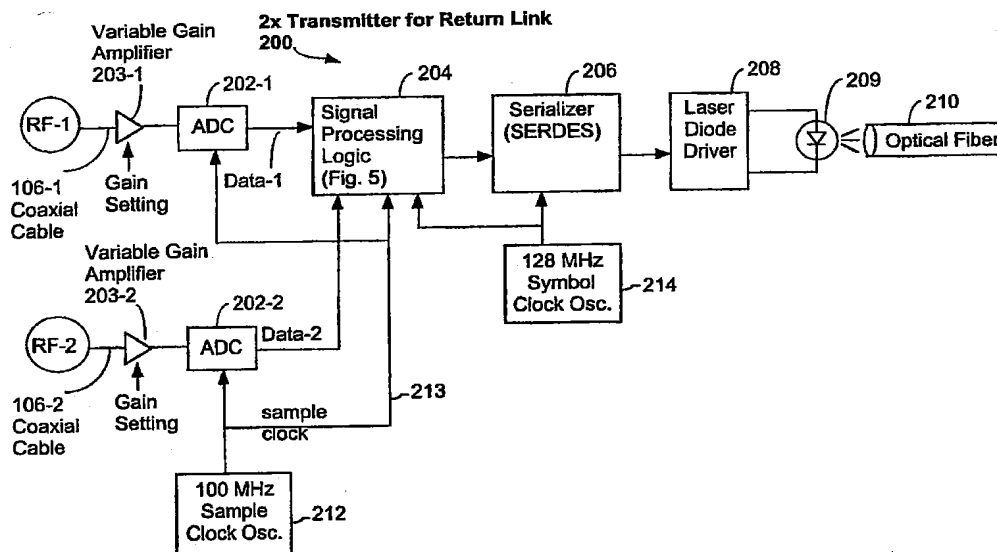 2x Transmitter for Return Link
200
Variable Gain
Amplifier
203-1
RF-1
106-1
Coaxial
Cable
Gain
Setting
202-1
ADC
Data-1
204
Signal
Processing
Logic
(Fig. 5)
206
Serializer
(SERDES)
208
Laser
Diode
Driver
209
210
Optical Fiber
128 MHz
Symbol
Clock Osc.
214
Variable Gain
Amplifier
203-2
RF-2
106-2
Coaxial
Cable
Gain
Setting
202-2
ADC
Data-2
213
sample
clock
100 MHz
Sample
Clock Osc.
212